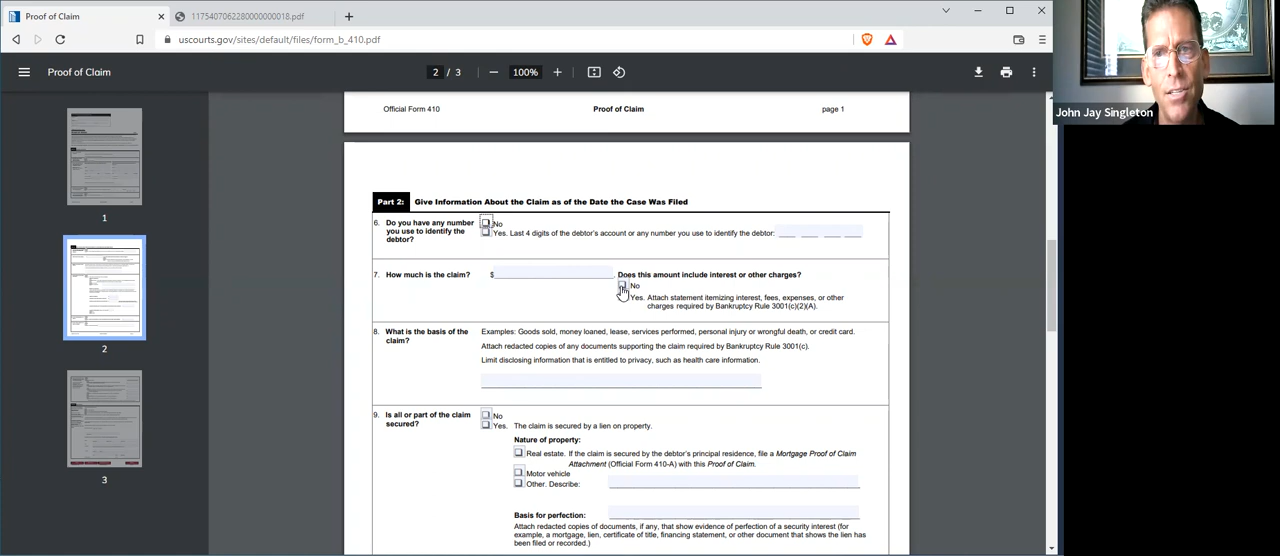 Proof of Claim
1175407062280000000018.pdf
uscourts.gov/sites/default/files/form_b_410.pdf
Proof of Claim
2 / 3
100%
John Jay Singleton
1
2
3
Official Form 410
Proof of Claim
page 1
Part 2:
Give Information About the Claim as of the Date the Case Was Filed
6. Do you have any number
you use to identify the
debtor?
No
Yes. Last 4 digits of the debtor's account or any number you use to identify the debtor:
7. How much is the claim?
$
Does this amount include interest or other charges?
No
Yes. Attach statement itemizing interest, fees, expenses, or other
charges required by Bankruptcy Rule 3001(c)(2)(A).
8. What is the basis of the
claim?
Examples: Goods sold, money loaned, lease, services performed, personal injury or wrongful death, or credit card.
Attach redacted copies of any documents supporting the claim required by Bankruptcy Rule 3001(c).
Limit disclosing information that is entitled to privacy, such as health care information.
9. Is all or part of the claim
secured?
No
Yes. The claim is secured by a lien on property.
Nature of property:
Real estate. If the claim is secured by the debtor's principal residence, file a Mortgage Proof of Claim
Attachment (Official Form 410-A) with this Proof of Claim.
Motor vehicle
Other. Describe:
Basis for perfection:
Attach redacted copies of documents, if any, that show evidence of perfection of a security interest (for
example, a mortgage, lien, certificate of title, financing statement, or other document that shows the lien has
been filed or recorded.)